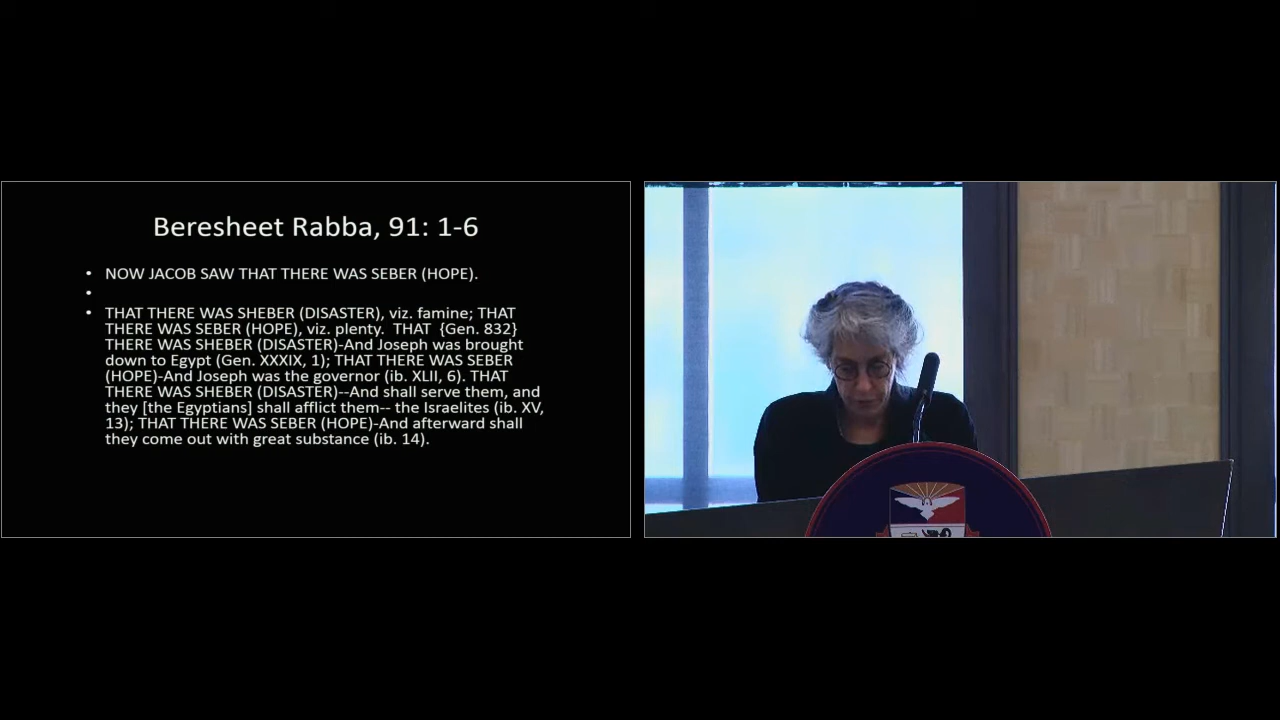 Beresheet Rabba, 91: 1-6
• NOW JACOB SAW THAT THERE WAS SEBER (HOPE).
•
• THAT THERE WAS SHEBER (DISASTER), viz. famine; THAT
THERE WAS SEBER (HOPE), viz. plenty. THAT {Gen. 832}
THERE WAS SHEBER (DISASTER)-And Joseph was brought
down to Egypt (Gen. XXXIX, 1); THAT THERE WAS SEBER
(HOPE)-And Joseph was the governor (ib. XLII, 6). THAT
THERE WAS SHEBER (DISASTER)--And shall serve them, and
they [the Egyptians] shall afflict them-- the Israelites (ib. XV,
13); THAT THERE WAS SEBER (HOPE)-And afterward shall
they come out with great substance (ib. 14).